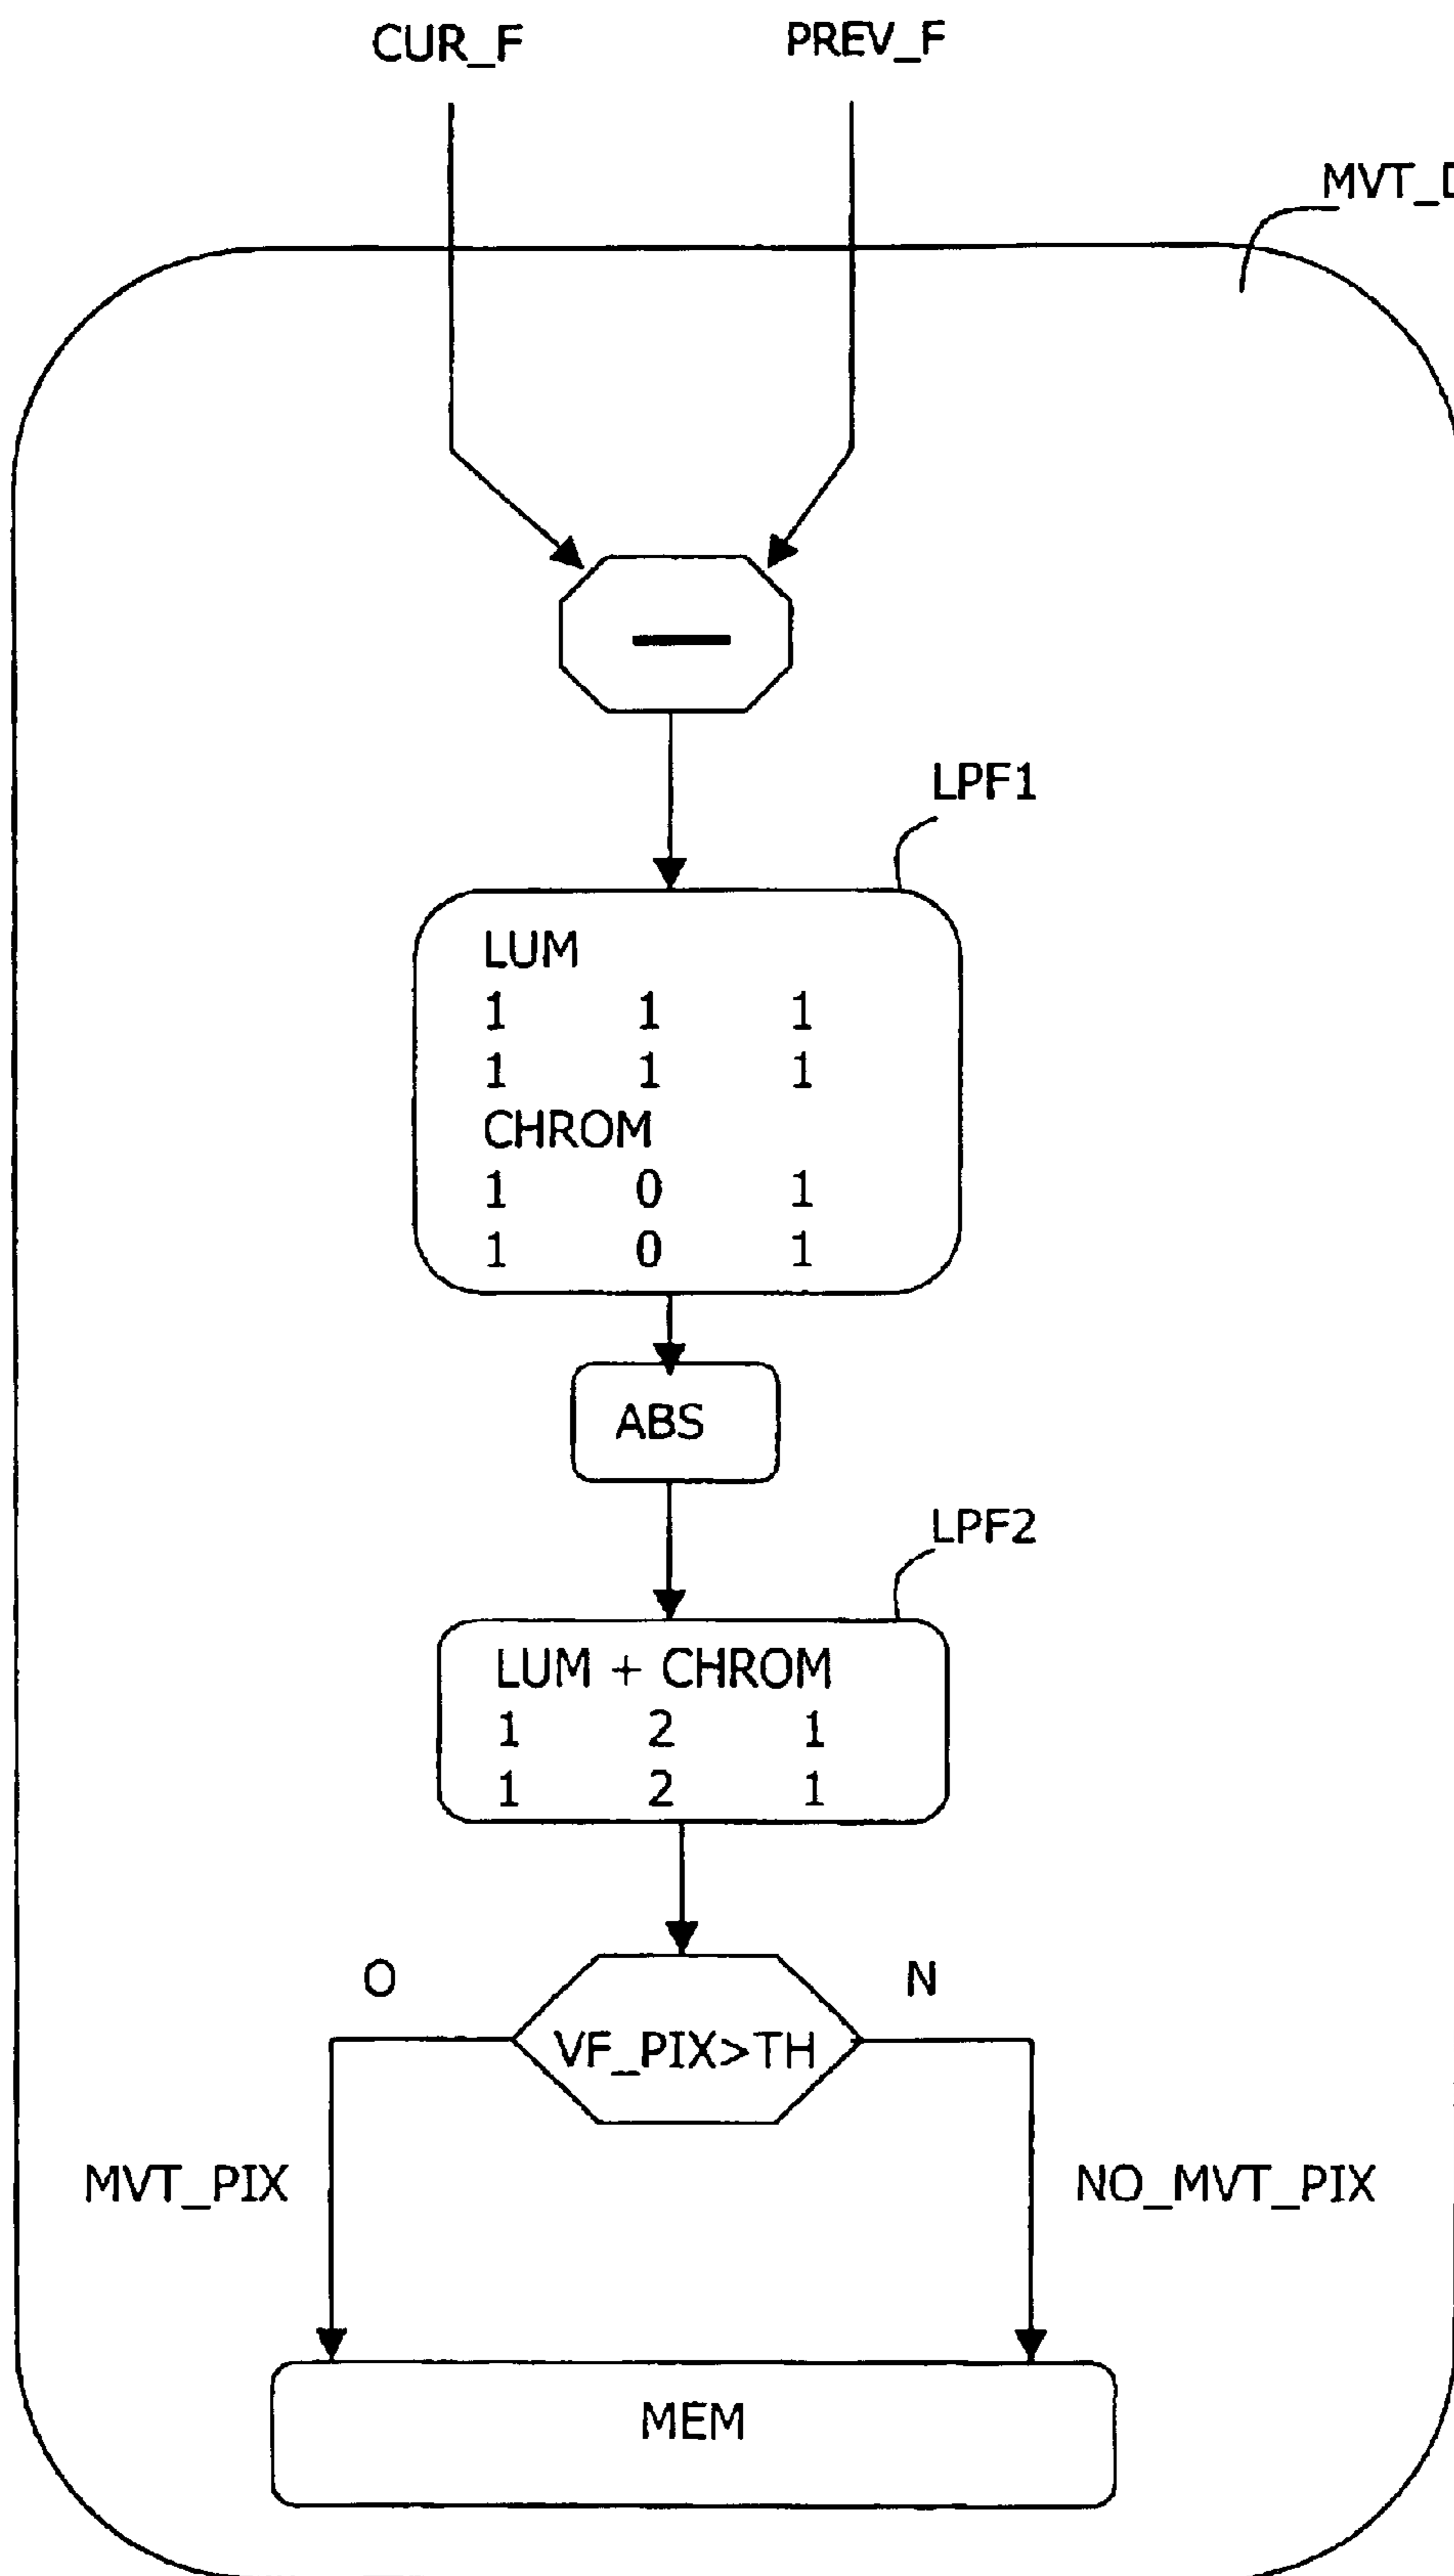 CUR_F PREV_F
LPF1
LUM
1 1 1
1 1 1
CHROM
1 0 1
1 0 1
ABS
LPF2
LUM + CHROM
1 2 1
1 2 1
O N
VF_PIX>TH
MVT_PIX NO_MVT_PIX
MEM